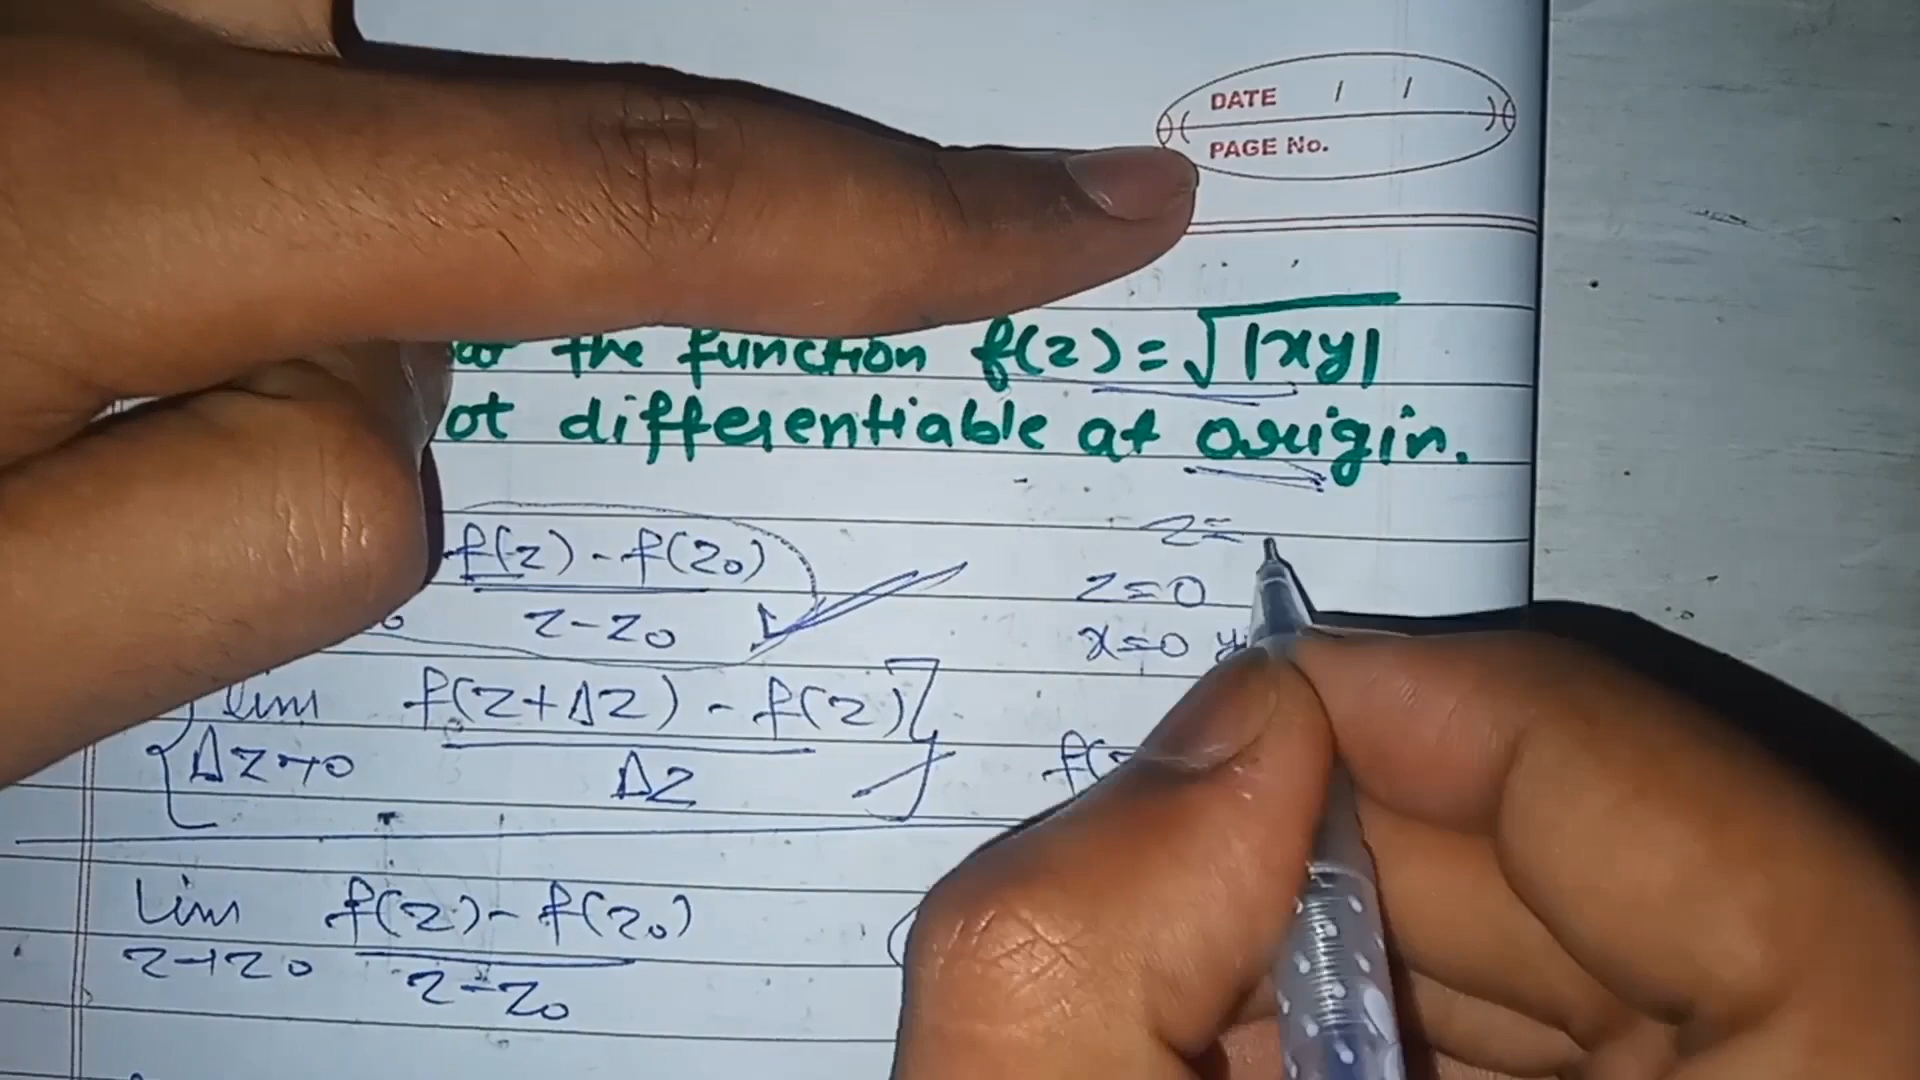 DATE / /
PAGE No.
the function f(z) = √|xy|
ot differentiable at origin.
z =
f(z) - f(z₀)
z - z₀
z = 0
x = 0 y
lim f(z+Δz) - f(z)
Δz→0 Δz
f(
Lim f(z) - f(z₀)
z→z₀ z - z₀